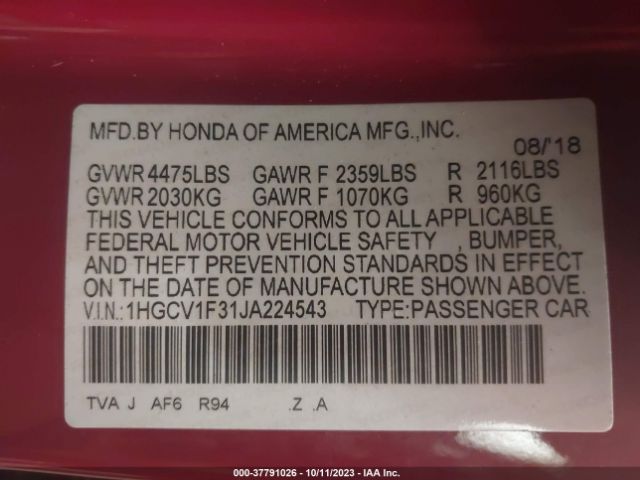 MFD.BY HONDA OF AMERICA MFG.,INC.
08/'18
GVWR 4475LBS GAWR F 2359LBS R 2116LBS
GVWR 2030KG GAWR F 1070KG R 960KG
THIS VEHICLE CONFORMS TO ALL APPLICABLE
FEDERAL MOTOR VEHICLE SAFETY , BUMPER,
AND THEFT PREVENTION STANDARDS IN EFFECT
ON THE DATE OF MANUFACTURE SHOWN ABOVE.
V.I.N.:1HGCV1F31JA224543 TYPE:PASSENGER CAR
TVA J AF6 R94 .Z .A
000-37791026 - 10/11/2023 - IAA Inc.